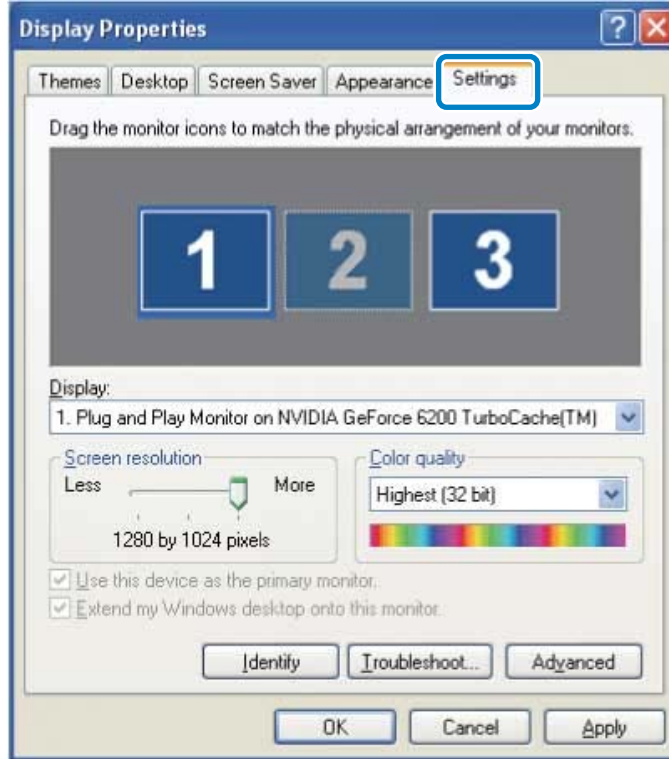 Display Properties
?
X
Themes Desktop Screen Saver Appearance Settings
Drag the monitor icons to match the physical arrangement of your monitors.
1 2 3
Display:
1. Plug and Play Monitor on NVIDIA GeForce 6200 TurboCache(TM)
Screen resolution
Less More
1280 by 1024 pixels
Color quality
Highest (32 bit)
Use this device as the primary monitor.
Extend my Windows desktop onto this monitor.
Identify Troubleshoot... Advanced
OK Cancel Apply